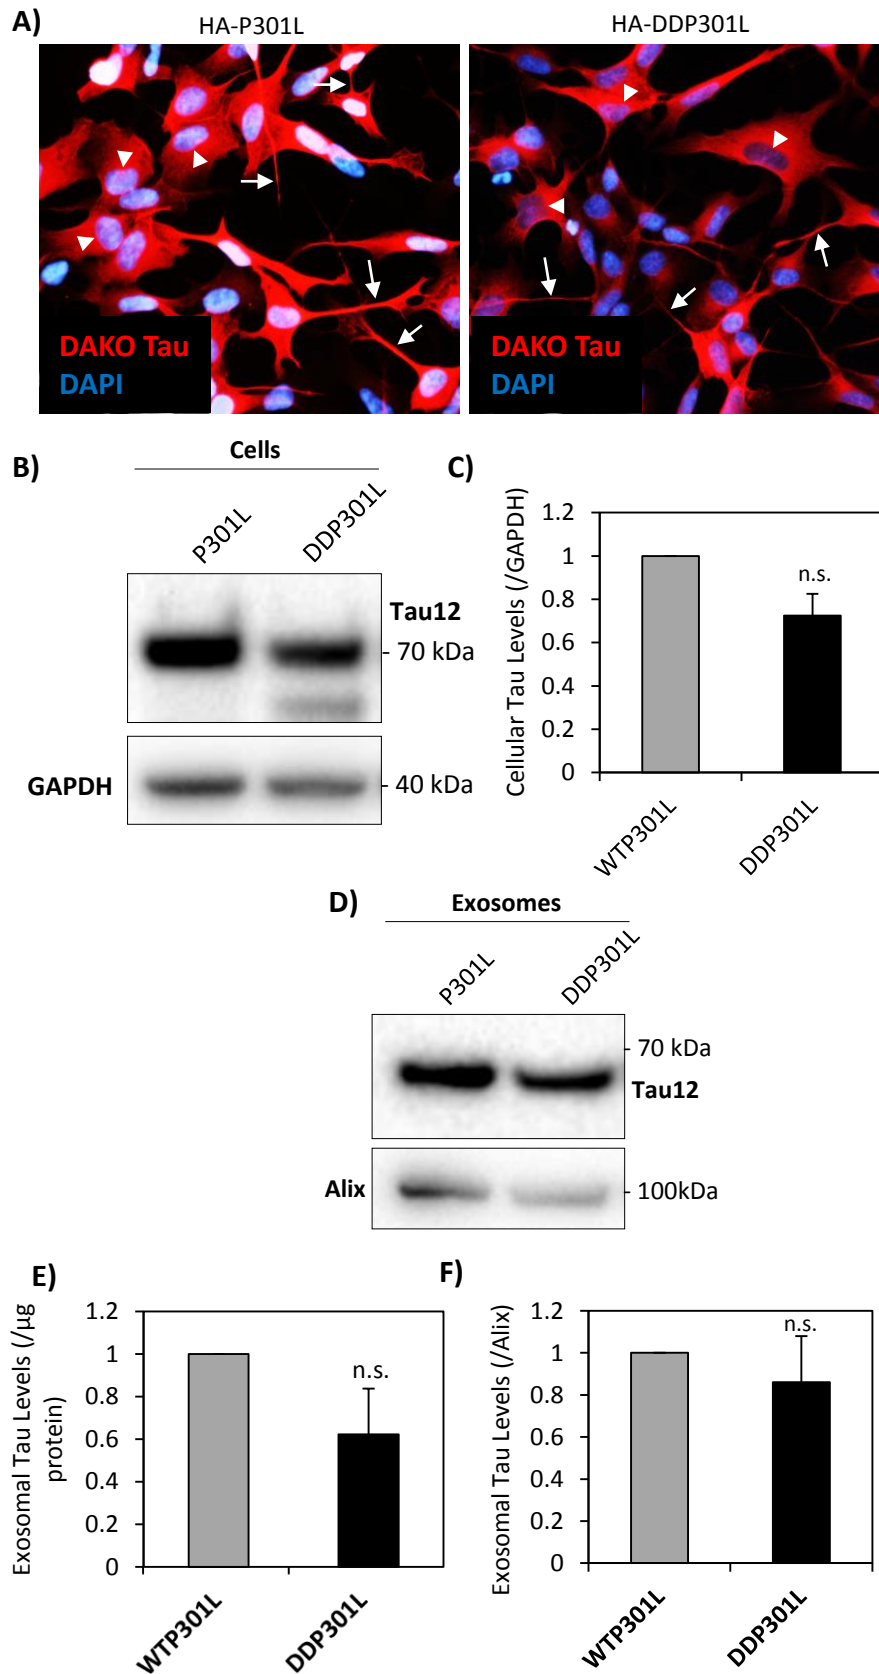 A)
HA-P301L
HA-DDP301L
DAKO Tau
DAPI
DAKO Tau
DAPI
B)
Cells
P301L
DDP301L
Tau12
- 70 kDa
GAPDH
- 40 kDa
C)
Cellular Tau Levels (/GAPDH)
1.2
1
0.8
0.6
0.4
0.2
0
n.s.
WTP301L
DDP301L
D)
Exosomes
P301L
DDP301L
- 70 kDa
Tau12
Alix
- 100kDa
E)
Exosomal Tau Levels (/μg
protein)
1.2
1
0.8
0.6
0.4
0.2
0
n.s.
WTP301L
DDP301L
F)
Exosomal Tau Levels (/Alix)
1.2
1
0.8
0.6
0.4
0.2
0
n.s.
WTP301L
DDP301L